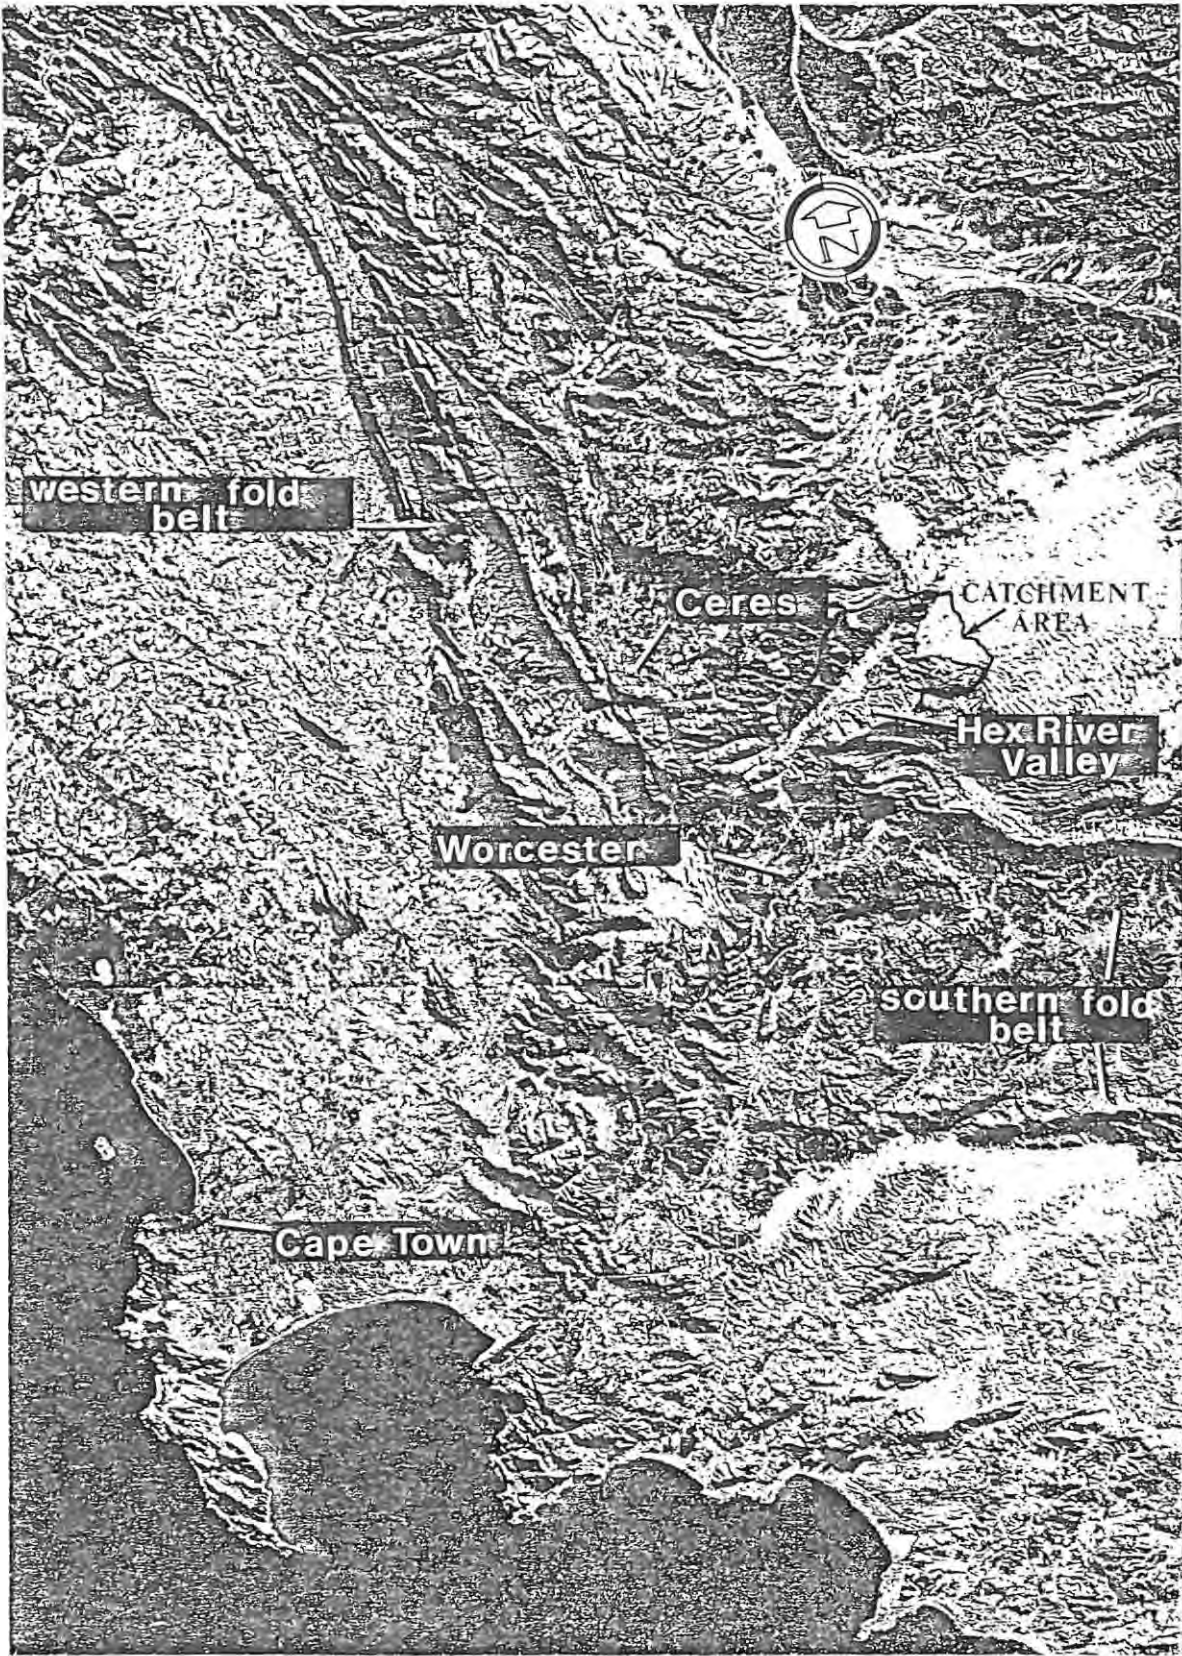 N
western fold
belt
Ceres
CATCHMENT
AREA
Hex River
Valley
Worcester
southern fold
belt
Cape Town